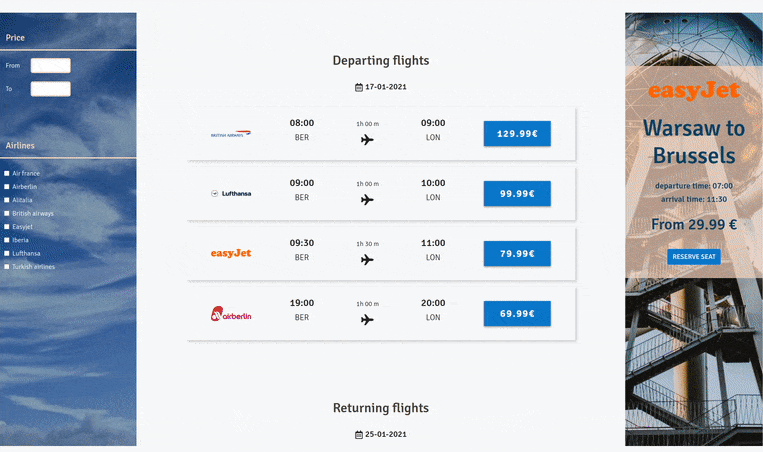 Price
From
To
Airlines
Air france
Airberlin
Alitalia
British airways
Easyjet
Iberia
Lufthansa
Turkish airlines
Departing flights
17-01-2021
BRITISH AIRWAYS
08:00
BER
1h 00 m
09:00
LON
129.99€
Lufthansa
09:00
BER
1h 00 m
10:00
LON
99.99€
easyJet
09:30
BER
1h 30 m
11:00
LON
79.99€
airberlin
19:00
BER
1h 00 m
20:00
LON
69.99€
Returning flights
25-01-2021
easyJet
Warsaw to
Brussels
departure time: 07:00
arrival time: 11:30
From 29.99 €
RESERVE SEAT